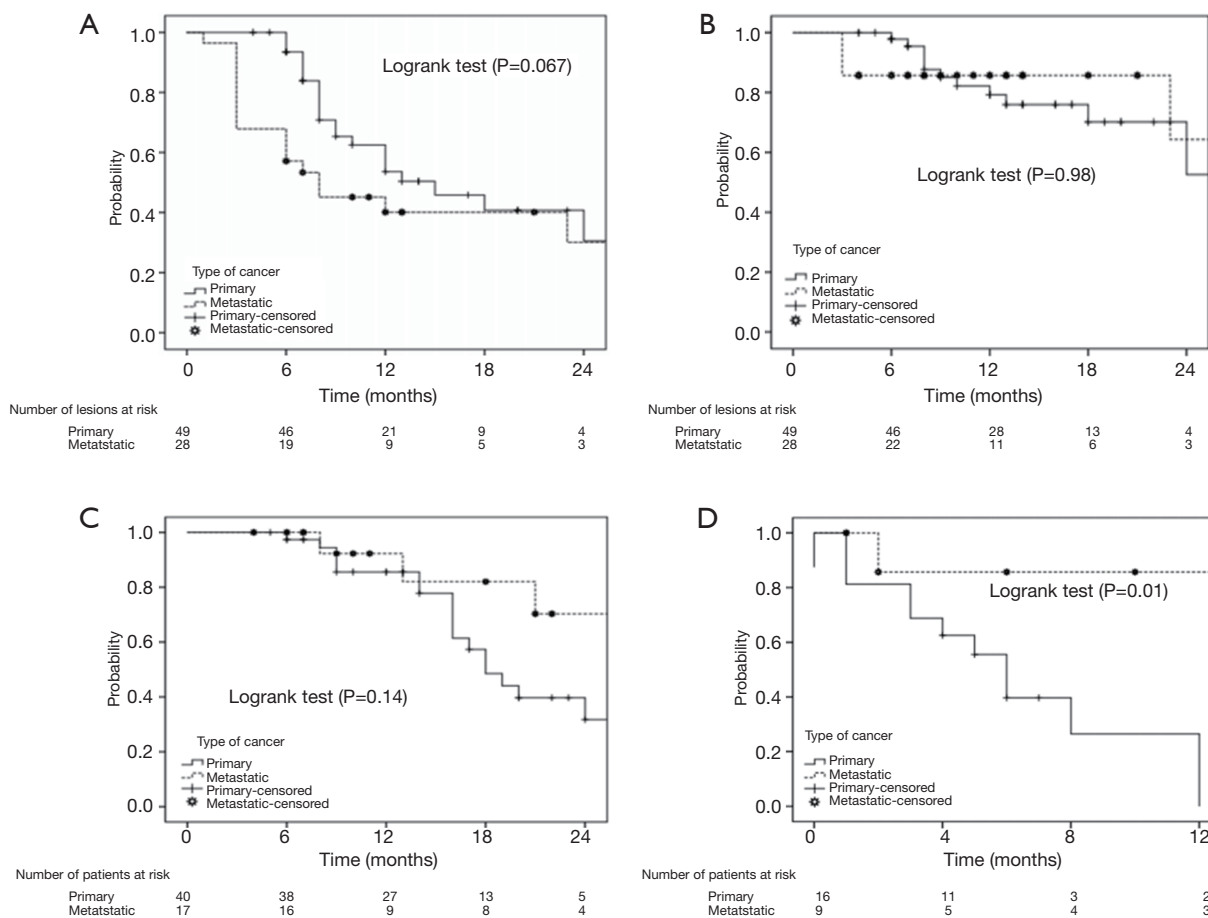 A
1.0
0.8
0.6
0.4
0.2
0.0
Probability
Logrank test (P=0.067)
Type of cancer
Primary
Metastatic
Primary-censored
Metastatic-censored
0 6 12 18 24
Time (months)
Number of lesions at risk
Primary 49 46 21 9 4
Metatstatic 28 19 9 5 3
B
1.0
0.8
0.6
0.4
0.2
0.0
Probability
Logrank test (P=0.98)
Type of cancer
Primary
Metastatic
Primary-censored
Metastatic-censored
0 6 12 18 24
Time (months)
Number of lesions at risk
Primary 49 46 28 13 4
Metatstatic 28 22 11 6 3
C
1.0
0.8
0.6
0.4
0.2
0.0
Probability
Logrank test (P=0.14)
Type of cancer
Primary
Metastatic
Primary-censored
Metastatic-censored
0 6 12 18 24
Time (months)
Number of patients at risk
Primary 40 38 27 13 5
Metatstatic 17 16 9 8 4
D
1.0
0.8
0.6
0.4
0.2
0.0
Probability
Logrank test (P=0.01)
Type of cancer
Primary
Metastatic
Primary-censored
Metastatic-censored
0 4 8 12
Time (months)
Number of patients at risk
Primary 16 11 3 2
Metatstatic 9 5 4 3